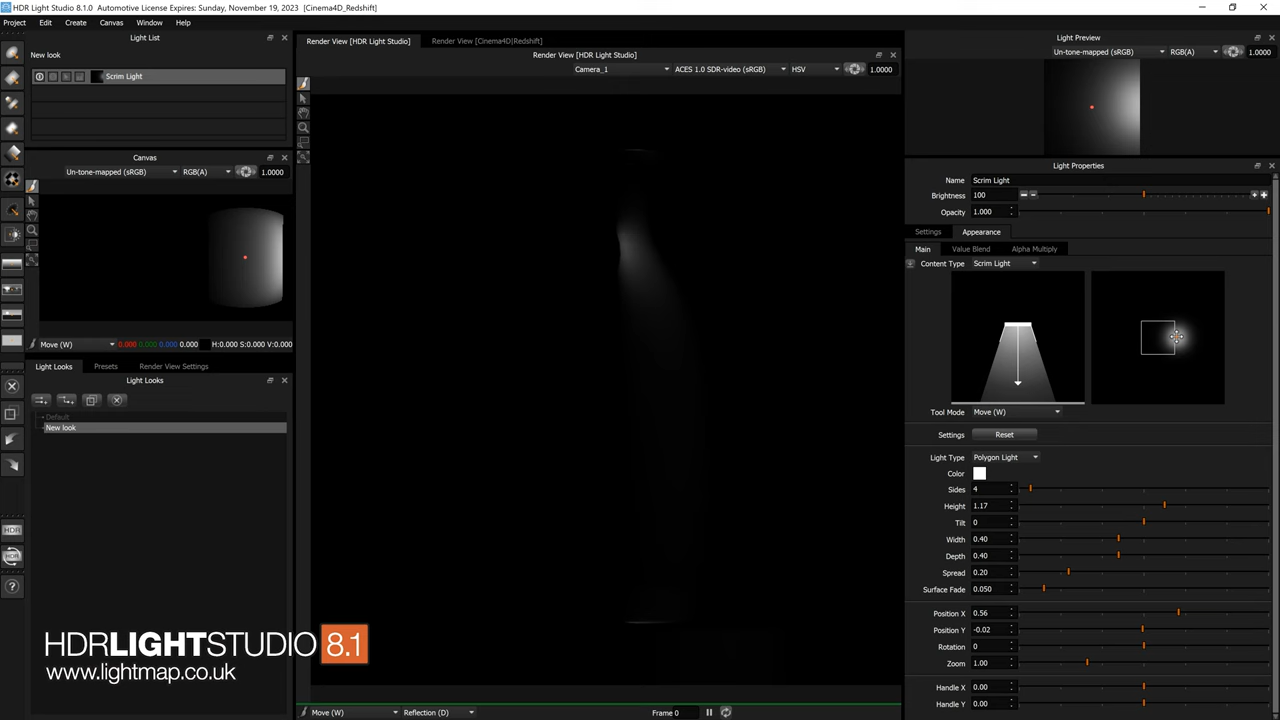 HDR Light Studio 8.1.0 Automotive License Expires: Sunday, November 19, 2023 [Cinema4D_Redshift]
Project Edit Create Canvas Window Help
Light List
New look
Scrim Light
Canvas
Un-tone-mapped (sRGB) RGB(A) 1.0000
Move (W) 0.000 0.000 0.000 0.000 H:0.000 S:0.000 V:0.000
Light Looks Presets Render View Settings
Light Looks
Default
New look
HDR
HDR
?
HDRLIGHTSTUDIO 8.1
www.lightmap.co.uk
Render View [HDR Light Studio] Render View [Cinema4D|Redshift]
Render View [HDR Light Studio]
Camera_1 ACES 1.0 SDR-video (sRGB) HSV 1.0000
Move (W) Reflection (D) Frame 0
Light Preview
Un-tone-mapped (sRGB) RGB(A) 1.0000
Light Properties
Name Scrim Light
Brightness 100
Opacity 1.000
Settings Appearance
Main Value Blend Alpha Multiply
Content Type Scrim Light
Tool Mode Move (W)
Settings Reset
Light Type Polygon Light
Color
Sides 4
Height 1.17
Tilt 0
Width 0.40
Depth 0.40
Spread 0.20
Surface Fade 0.050
Position X 0.56
Position Y -0.02
Rotation 0
Zoom 1.00
Handle X 0.00
Handle Y 0.00